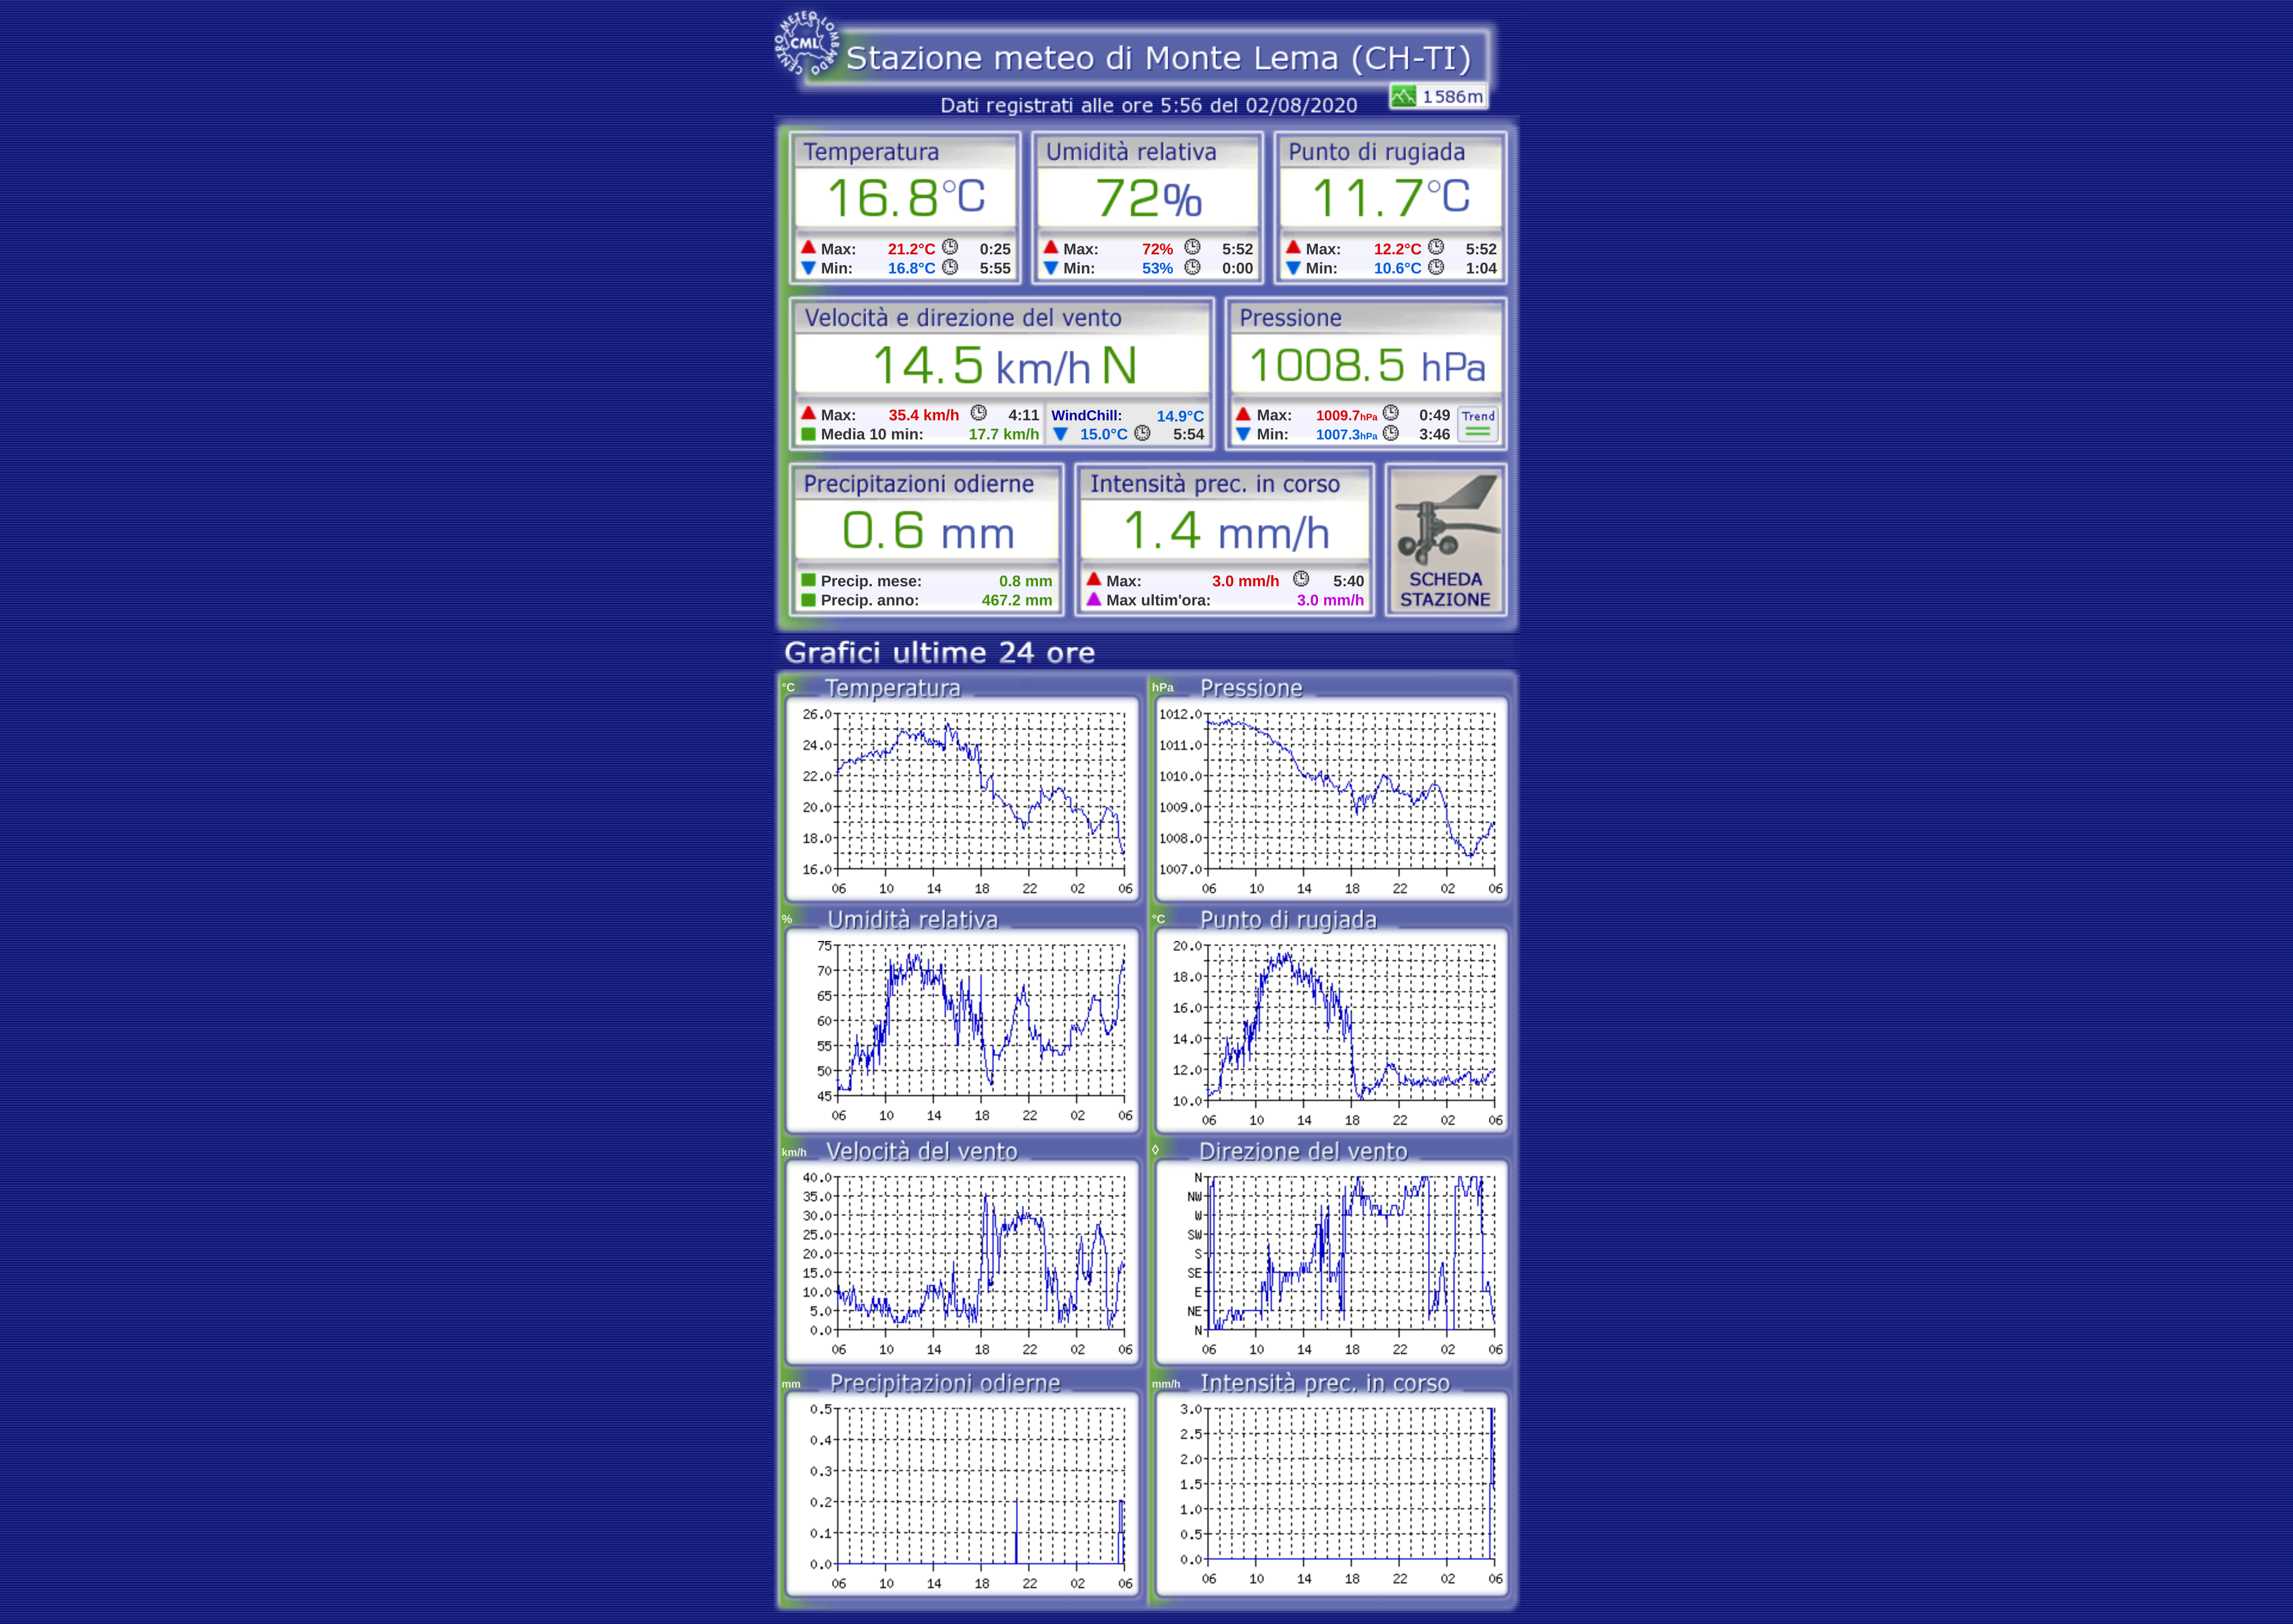 CENTRO METEO LOMBARDO
CML
Stazione meteo di Monte Lema (CH-TI)
1586m
Dati registrati alle ore 5:56 del 02/08/2020
Temperatura
16.8°C
Max: 21.2°C 0:25
Min: 16.8°C 5:55
Umidità relativa
72%
Max: 72% 5:52
Min: 53% 0:00
Punto di rugiada
11.7°C
Max: 12.2°C 5:52
Min: 10.6°C 1:04
Velocità e direzione del vento
14.5 km/h N
Max: 35.4 km/h 4:11
Media 10 min: 17.7 km/h
WindChill: 14.9°C
15.0°C 5:54
Pressione
1008.5 hPa
Max: 1009.7hPa 0:49
Min: 1007.3hPa 3:46
Trend
Precipitazioni odierne
0.6 mm
Precip. mese: 0.8 mm
Precip. anno: 467.2 mm
Intensità prec. in corso
1.4 mm/h
Max: 3.0 mm/h 5:40
Max ultim'ora: 3.0 mm/h
SCHEDA
STAZIONE
Grafici ultime 24 ore
°C Temperatura
26.0
24.0
22.0
20.0
18.0
16.0
06 10 14 18 22 02 06
hPa Pressione
1012.0
1011.0
1010.0
1009.0
1008.0
1007.0
06 10 14 18 22 02 06
% Umidità relativa
75
70
65
60
55
50
45
06 10 14 18 22 02 06
°C Punto di rugiada
20.0
18.0
16.0
14.0
12.0
10.0
06 10 14 18 22 02 06
km/h Velocità del vento
40.0
35.0
30.0
25.0
20.0
15.0
10.0
5.0
0.0
06 10 14 18 22 02 06
◊ Direzione del vento
N
NW
W
SW
S
SE
E
NE
N
06 10 14 18 22 02 06
mm Precipitazioni odierne
0.5
0.4
0.3
0.2
0.1
0.0
06 10 14 18 22 02 06
mm/h Intensità prec. in corso
3.0
2.5
2.0
1.5
1.0
0.5
0.0
06 10 14 18 22 02 06